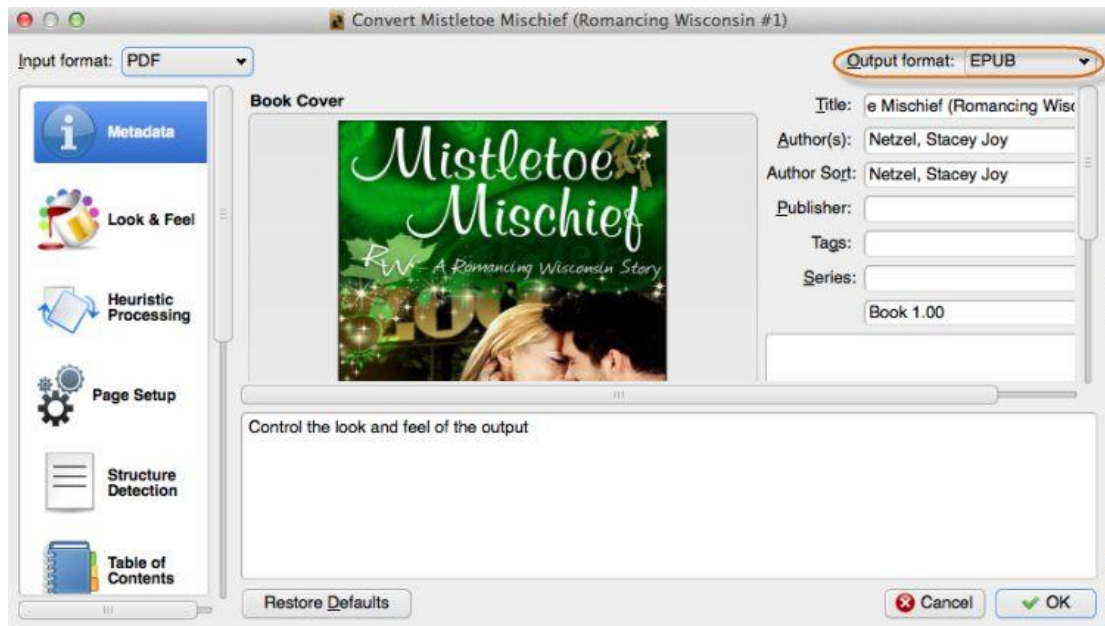 Convert Mistletoe Mischief (Romancing Wisconsin #1)
Input format: PDF
Output format: EPUB
Metadata
Look & Feel
Heuristic
Processing
Page Setup
Structure
Detection
Table of
Contents
Book Cover
Mistletoe
Mischief
RW - A Romancing Wisconsin Story
Title: e Mischief (Romancing Wisc
Author(s): Netzel, Stacey Joy
Author Sort: Netzel, Stacey Joy
Publisher:
Tags:
Series:
Book 1.00
Control the look and feel of the output
Restore Defaults
Cancel
OK